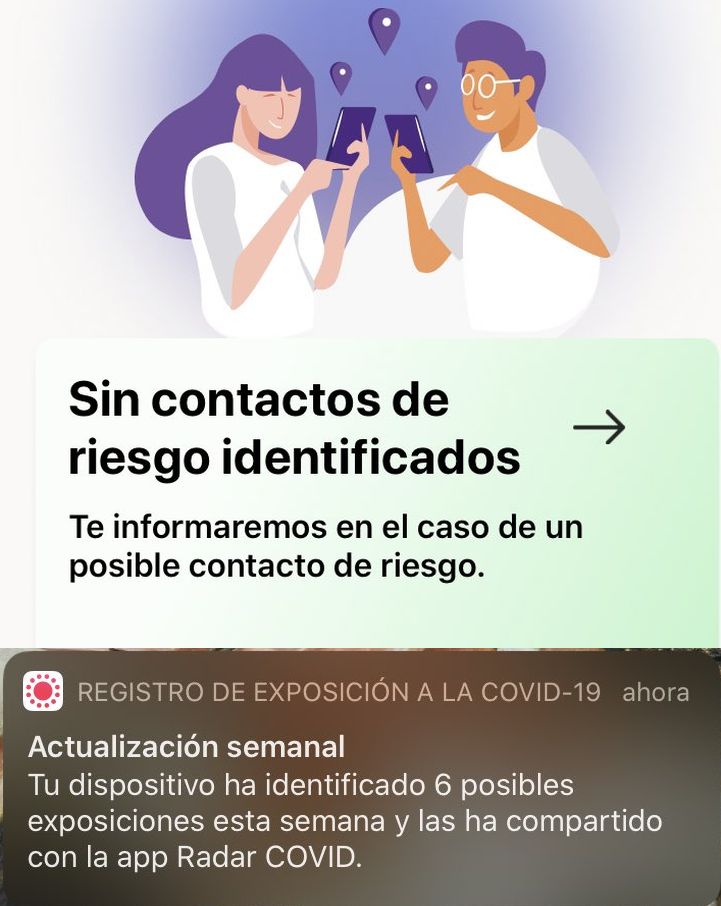 Sin contactos de
riesgo identificados
Te informaremos en el caso de un
posible contacto de riesgo.
REGISTRO DE EXPOSICIÓN A LA COVID-19 ahora
Actualización semanal
Tu dispositivo ha identificado 6 posibles
exposiciones esta semana y las ha compartido
con la app Radar COVID.